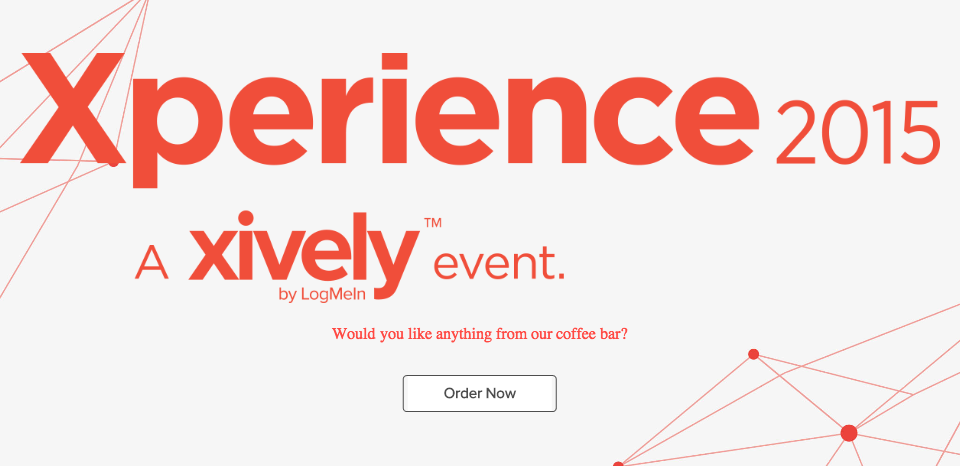 Xperience 2015
A xively™ event.
by LogMeIn
Would you like anything from our coffee bar?
Order Now